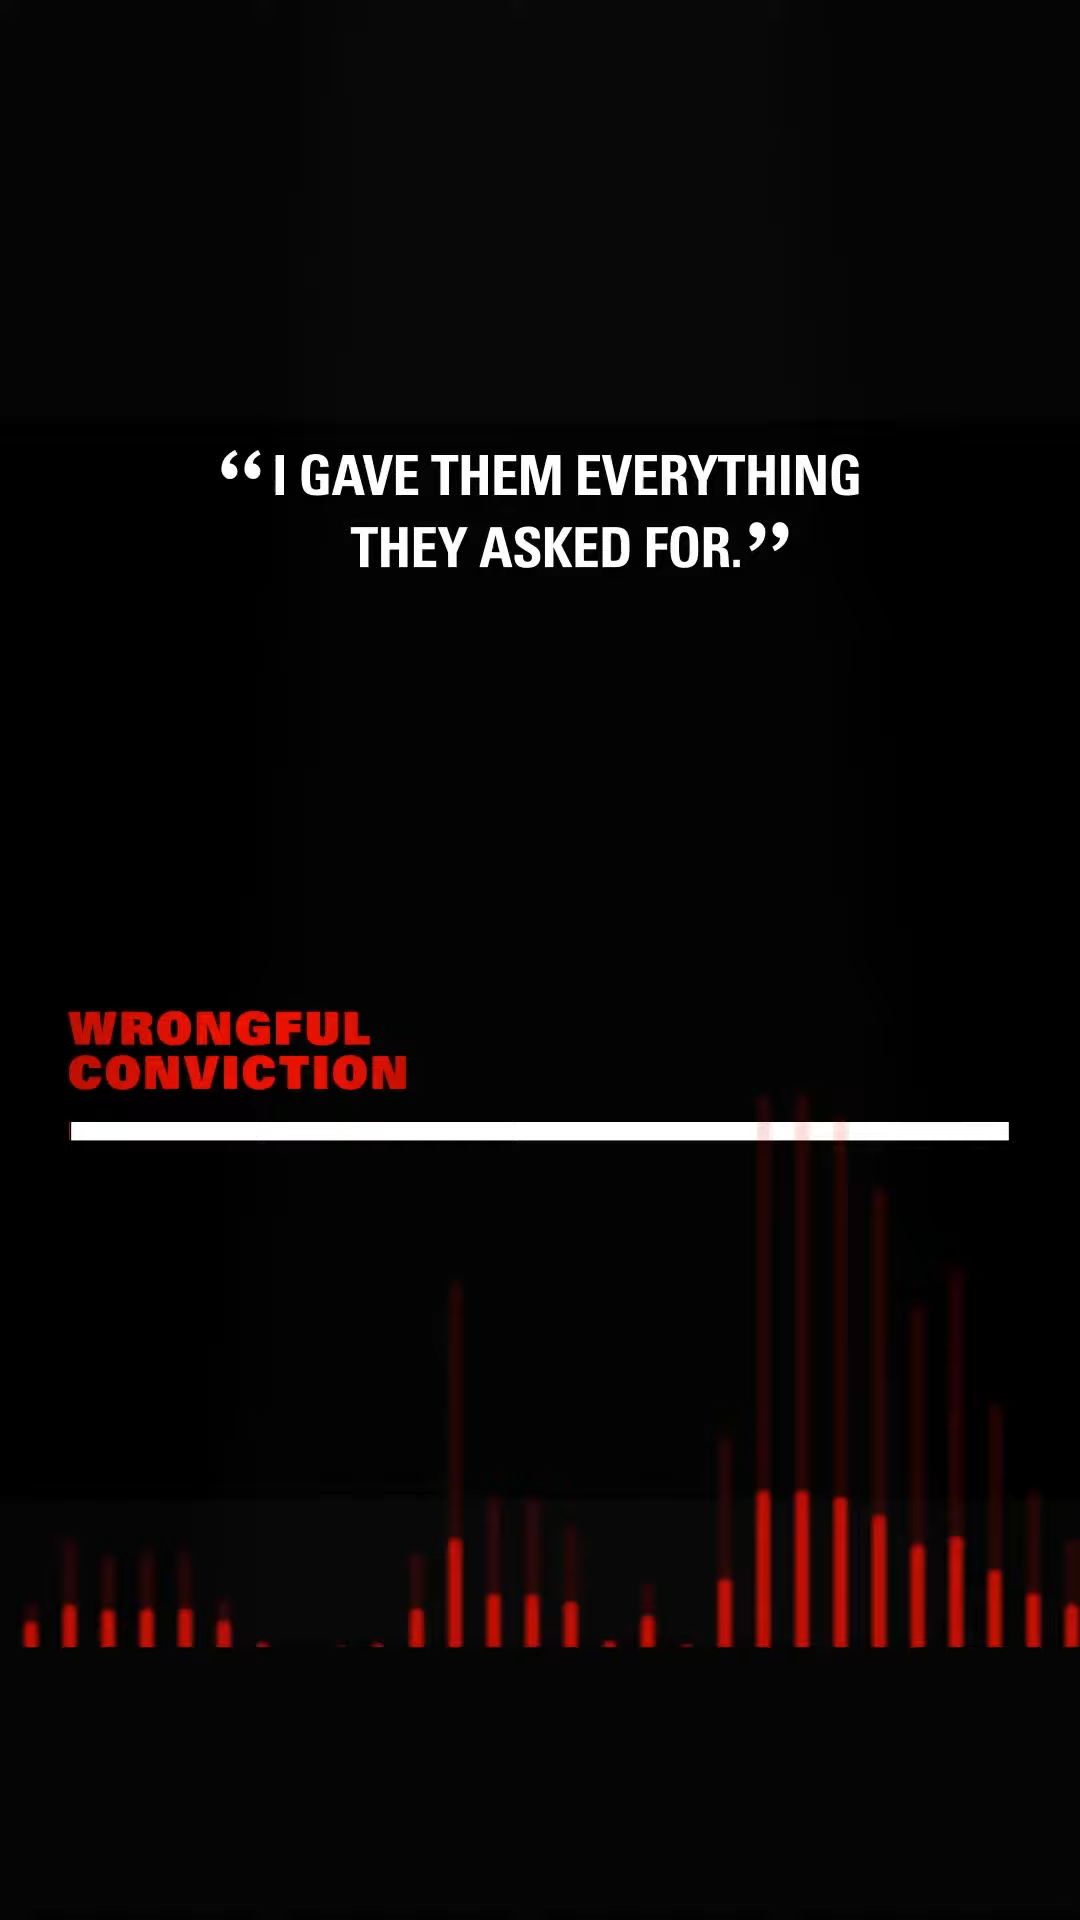 “I GAVE THEM EVERYTHING
THEY ASKED FOR.”
WRONGFUL
CONVICTION